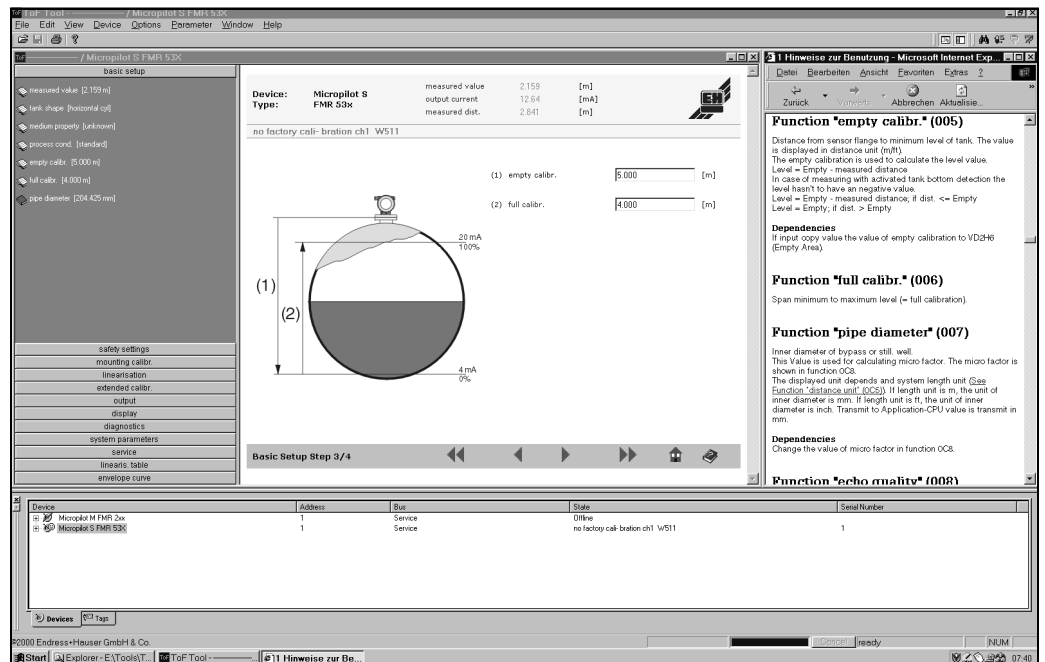 ToF Tool - ———— / Micropilot S FMR 53X
File Edit View Device Options Parameter Window Help
ToF ———— / Micropilot S FMR 53X
basic setup
measured value [2.159 m]
tank shape [horizontal cyl]
medium property [unknown]
process cond. [standard]
empty calibr. [5.000 m]
full calibr. [4.000 m]
pipe diameter [204.425 mm]
safety settings
mounting calibr.
linearisation
extended calibr.
output
display
diagnostics
system parameters
service
linearis. table
envelope curve
Device: Micropilot S
Type: FMR 53x
measured value 2.159 [m]
output current 12.64 [mA]
measured dist. 2.841 [m]
EH
no factory cali- bration ch1 W511
(1) empty calibr. 5.000 [m]
(2) full calibr. 4.000 [m]
20 mA
100%
(1)
(2)
4 mA
0%
Basic Setup Step 3/4
1 Hinweise zur Benutzung - Microsoft Internet Exp...
Datei Bearbeiten Ansicht Favoriten Extras ?
Zurück Vorwärts Abbrechen Aktualisie...
Function "empty calibr." (005)
Distance from sensor flange to minimum level of tank. The value
is displayed in distance unit (m/ft).
The empty calibration is used to calculate the level value.
Level = Empty - measured distance
In case of measuring with activated tank bottom detection the
level hasn't to have an negative value.
Level = Empty - measured distance; if dist. <= Empty
Level = Empty; if dist. > Empty
Dependencies
If input copy value the value of empty calibration to VD2H6
(Empty Area).
Function "full calibr." (006)
Span minimum to maximum level (= full calibration).
Function "pipe diameter" (007)
Inner diameter of bypass or still. well.
This Value is used for calculating micro factor. The micro factor is
shown in function 0C8.
The displayed unit depends and system length unit (See
Function "distance unit" (0C5)). If length unit is m, the unit of
inner diameter is mm. If length unit is ft, the unit of inner
diameter is inch. Transmit to Application-CPU value is transmit in
mm.
Dependencies
Change the value of micro factor in function 0C8.
Function "echo quality" (008)
Device Address Bus State Serial Number
Micropilot M FMR 2xx 1 Service Offline
Micropilot S FMR 53X 1 Service no factory cali- bration ch1 W511 1
Devices Tags
©2000 Endress+Hauser GmbH & Co. Cancel ready NUM
Start Explorer - E:\Tools\T... ToF Tool - ———— ... 1 Hinweise zur Be... 07:40